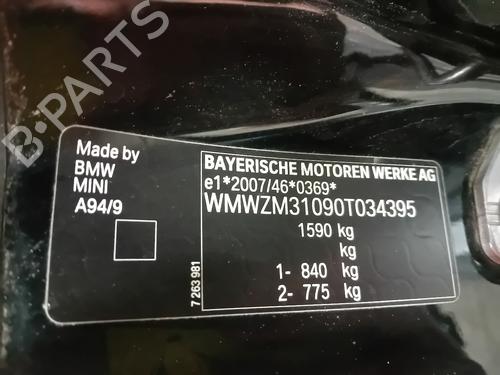 B-PARTS
Made by
BMW
MINI
A94/9
7 263 981
BAYERISCHE MOTOREN WERKE AG
e1*2007/46*0369*
WMWZM31090T034395
1590 kg
kg
1- 840 kg
2- 775 kg